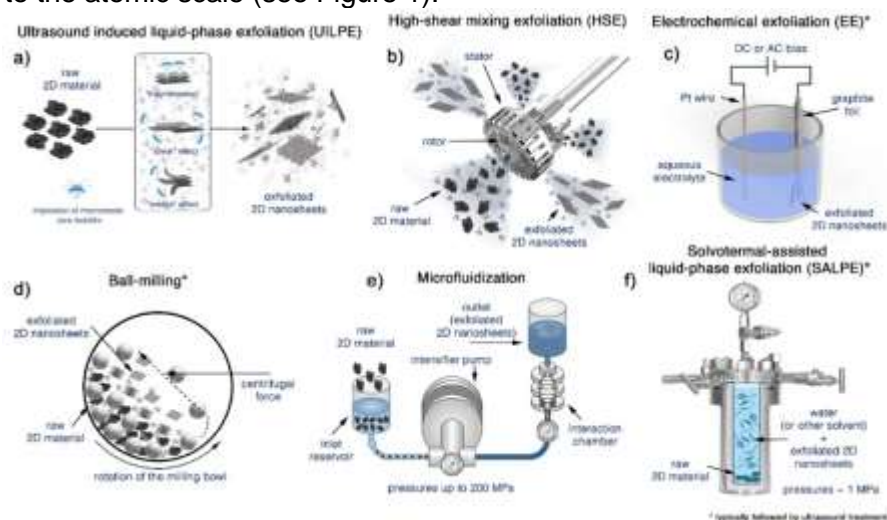 to the atomic scale (see Figure 1).
Ultrasound induced liquid-phase exfoliation (UILPE)
a)
raw
2D material
exfoliated
2D nanosheets
High-shear mixing exfoliation (HSE)
b)
stator
rotor
raw
2D material
exfoliated
2D nanosheets
Electrochemical exfoliation (EE)*
c)
DC or AC bias
Pt wire
graphite
foil
aqueous
electrolyte
exfoliated
2D nanosheets
d)
Ball-milling*
exfoliated
2D nanosheets
centrifugal
force
raw
2D material
rotation of the milling bowl
e)
Microfluidization
raw
2D material
outlet
(exfoliated
2D nanosheets)
intensifier pump
inlet
reservoir
interaction
chamber
pressures up to 200 MPa
Solvotermal-assisted
liquid-phase exfoliation (SALPE)*
f)
water
(or other solvent)
+
exfoliated 2D
nanosheets
raw
2D material
pressures ~ 1 MPa
* typically followed by ultrasound treatment